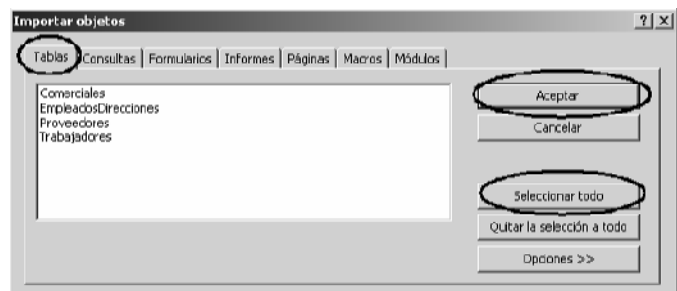 Importar objetos
Tablas Consultas Formularios Informes Páginas Macros Módulos
Comerciales
EmpleadosDirecciones
Proveedores
Trabajadores
Aceptar
Cancelar
Seleccionar todo
Quitar la selección a todo
Opciones >>